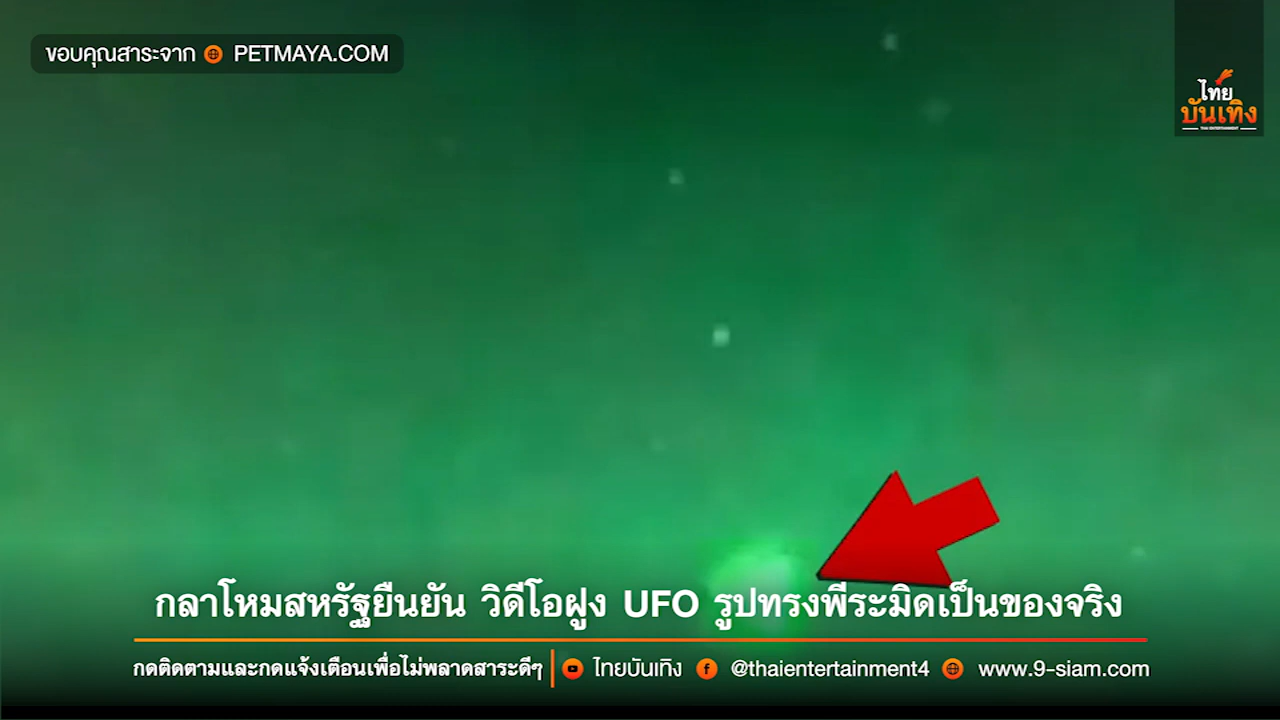 ขอบคุณสาระจาก PETMAYA.COM
ไทย
บันเทิง
THAI ENTERTAINMENT
กลาโหมสหรัฐยืนยัน วิดีโอฝูง UFO รูปทรงพีระมิดเป็นของจริง
กดติดตามและกดแจ้งเตือนเพื่อไม่พลาดสาระดีๆ ไทยบันเทิง @thaientertainment4 www.9-siam.com